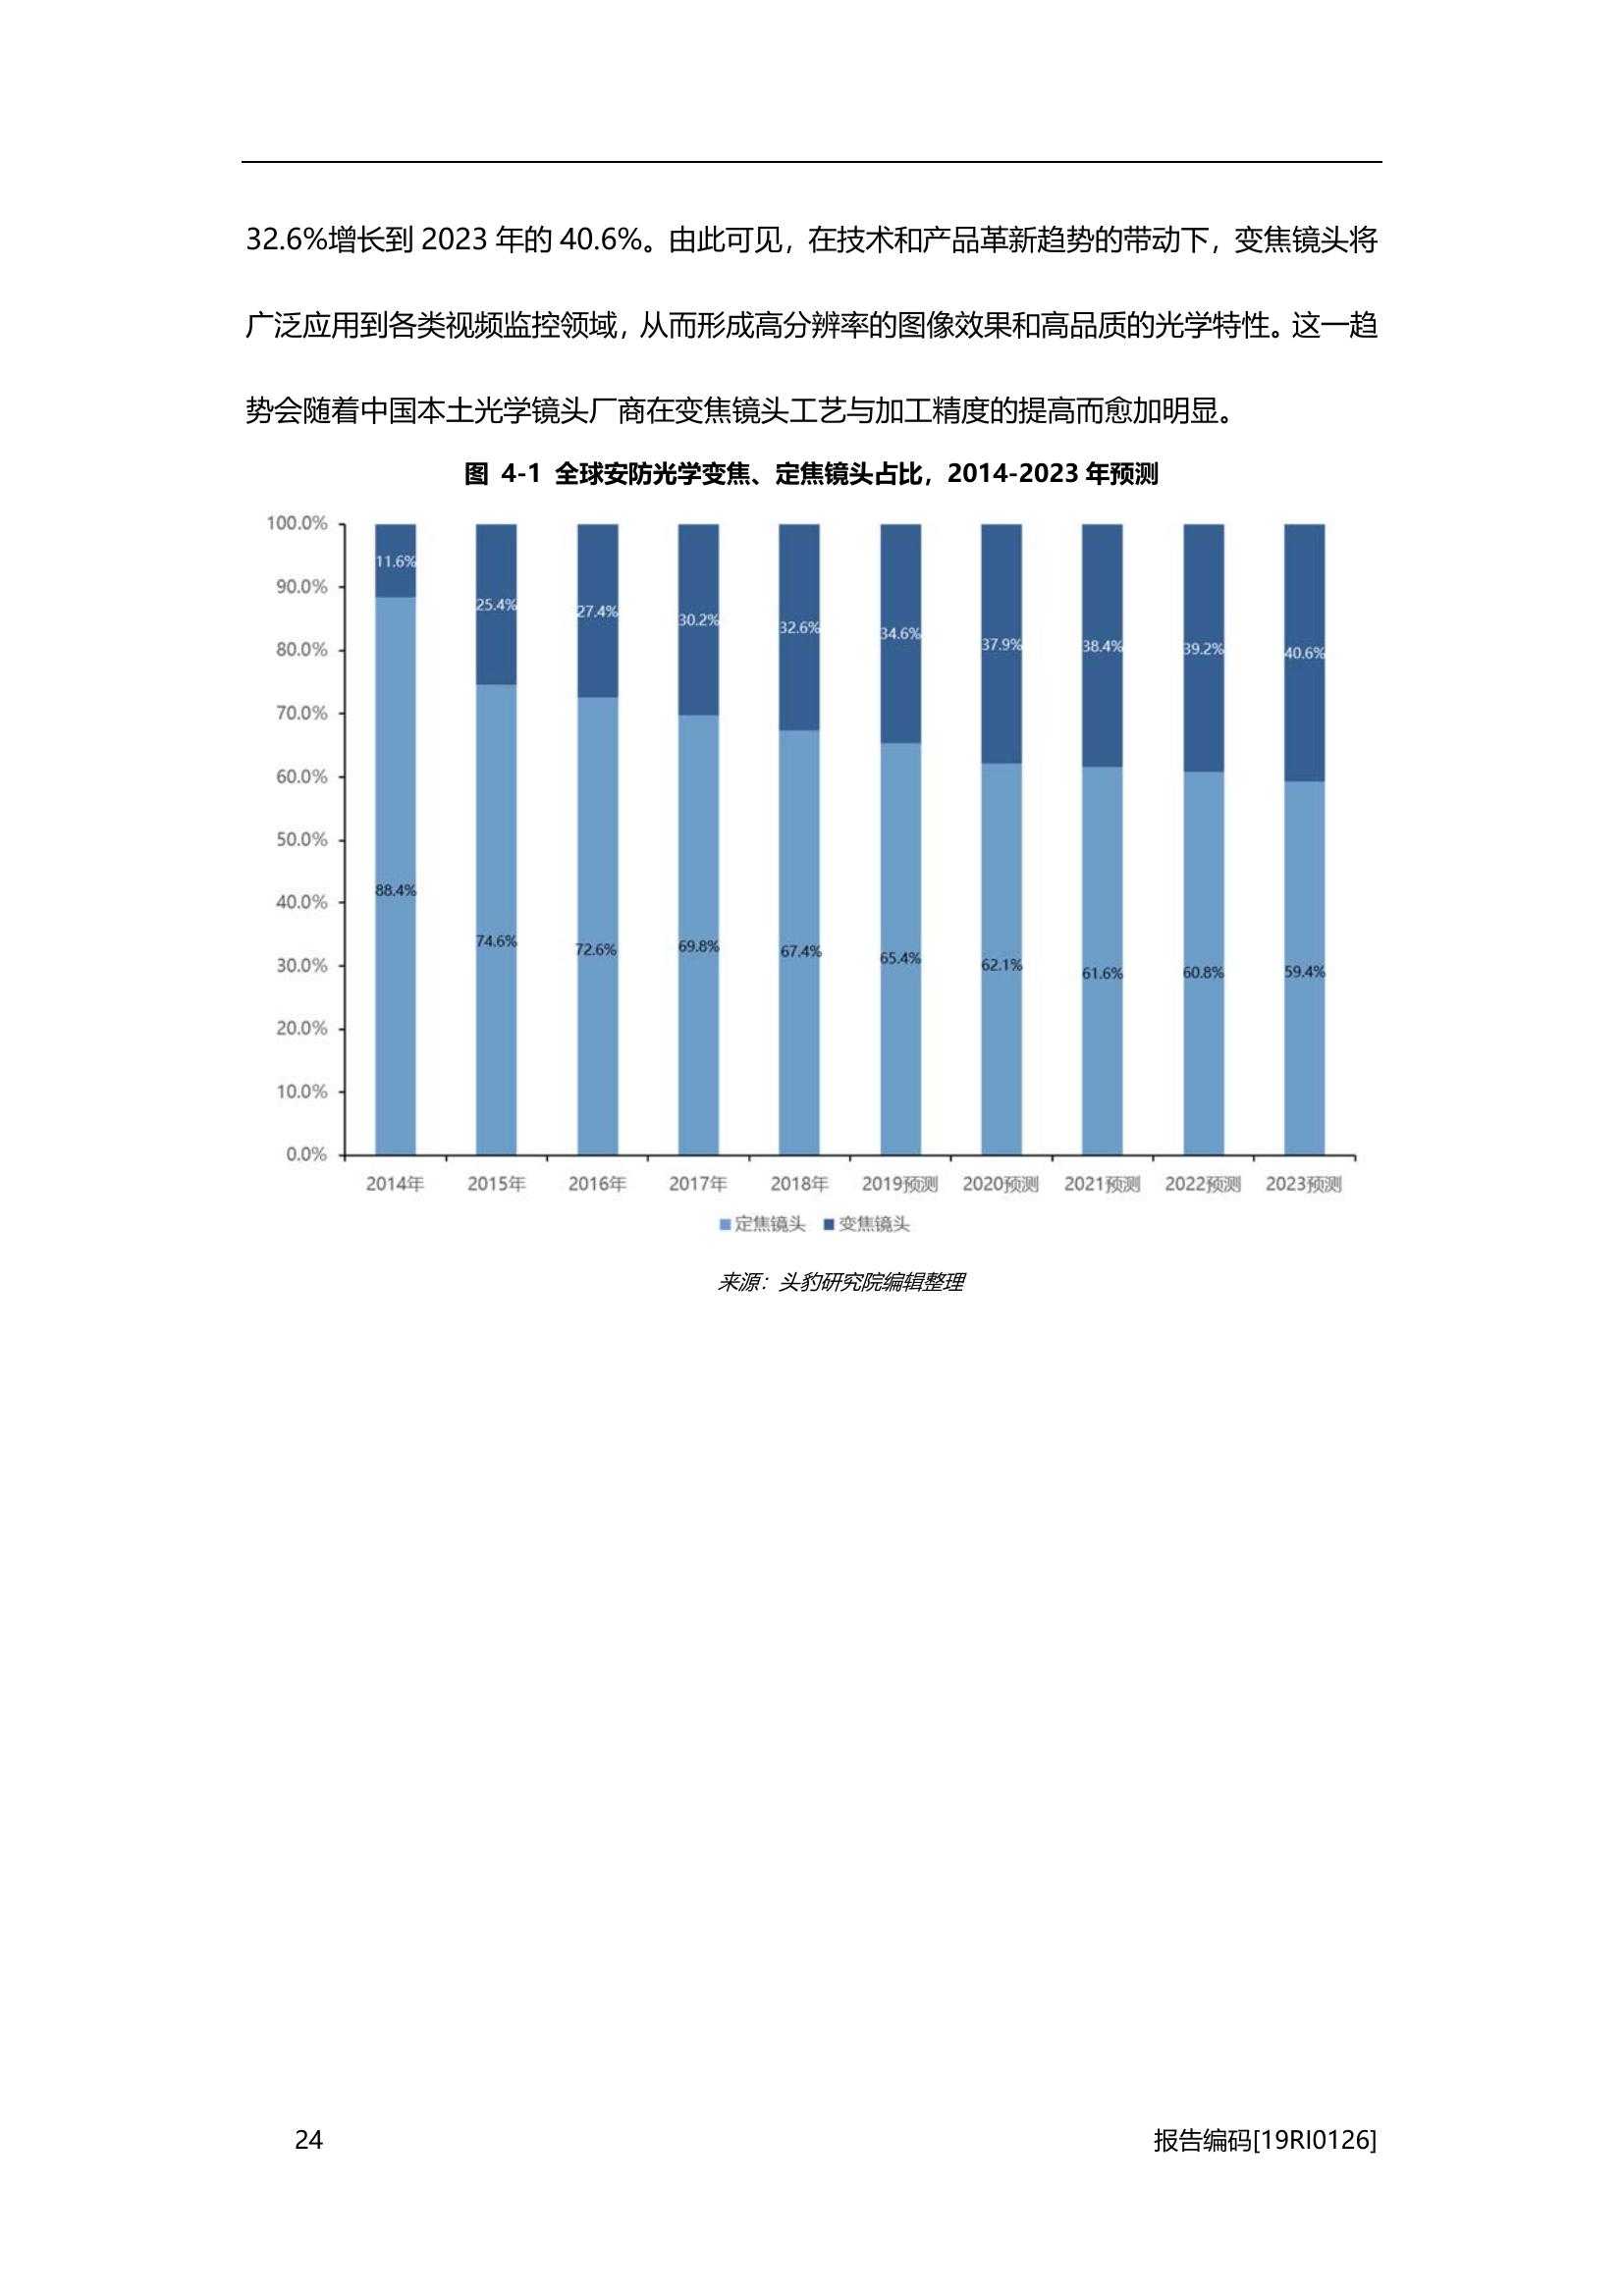 32.6%增长到 2023 年的 40.6%。由此可见，在技术和产品革新趋势的带动下，变焦镜头将
广泛应用到各类视频监控领域，从而形成高分辨率的图像效果和高品质的光学特性。这一趋
势会随着中国本土光学镜头厂商在变焦镜头工艺与加工精度的提高而愈加明显。
图 4-1 全球安防光学变焦、定焦镜头占比，2014-2023 年预测
100.0%
90.0%
80.0%
70.0%
60.0%
50.0%
40.0%
30.0%
20.0%
10.0%
0.0%
11.6% 25.4% 27.4% 30.2% 32.6% 34.6% 37.9% 38.4% 39.2% 40.6%
88.4% 74.6% 72.6% 69.8% 67.4% 65.4% 62.1% 61.6% 60.8% 59.4%
2014年 2015年 2016年 2017年 2018年 2019预测 2020预测 2021预测 2022预测 2023预测
定焦镜头 变焦镜头
来源：头豹研究院编辑整理
24 报告编码[19RI0126]